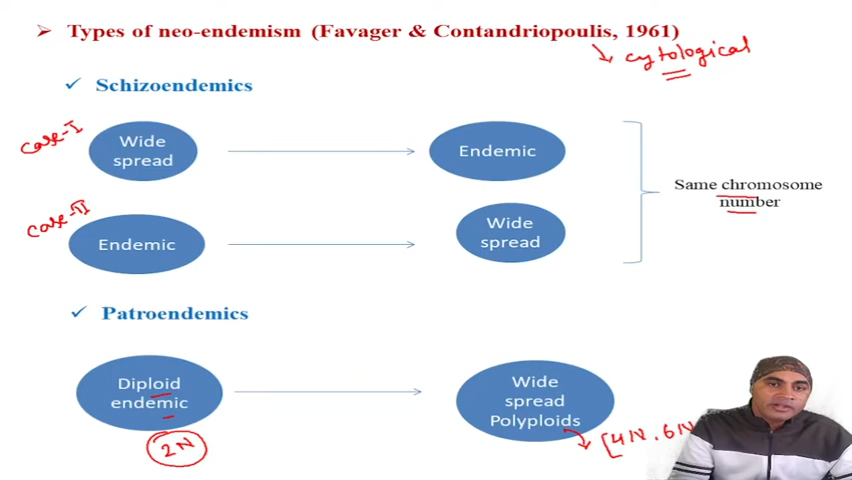 Types of neo-endemism (Favager & Contandriopoulis, 1961)
cytological
Schizoendemics
Case-I
Wide
spread
Endemic
Same chromosome
number
Case-II
Endemic
Wide
spread
Patroendemics
Diploid
endemic
2N
Wide
spread
Polyploids
[4N, 6N